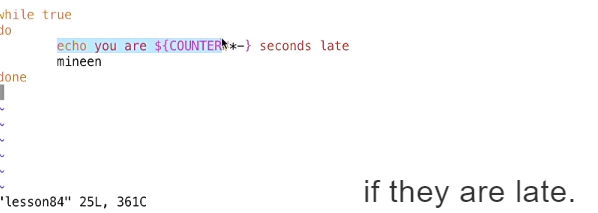 while true
do
echo you are ${COUNTER#*-} seconds late
mineen
done
~
~
~
~
~
~
"lesson84" 25L, 361C
if they are late.